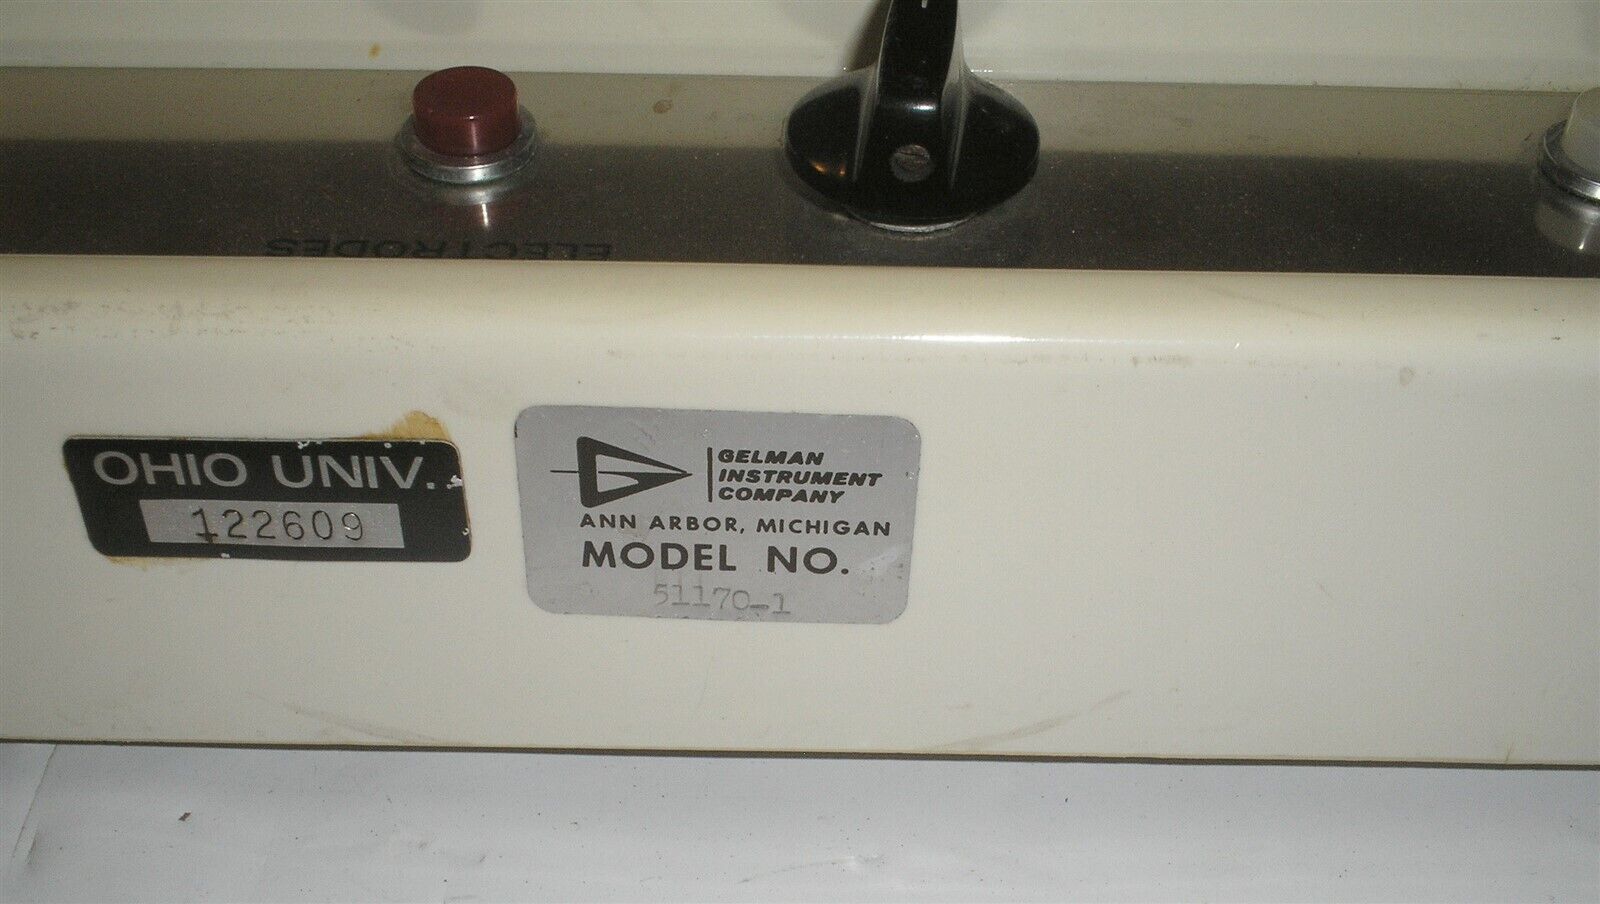 ELECTRODES
OHIO UNIV.
122609
GELMAN
INSTRUMENT
COMPANY
ANN ARBOR, MICHIGAN
MODEL NO.
51170-1